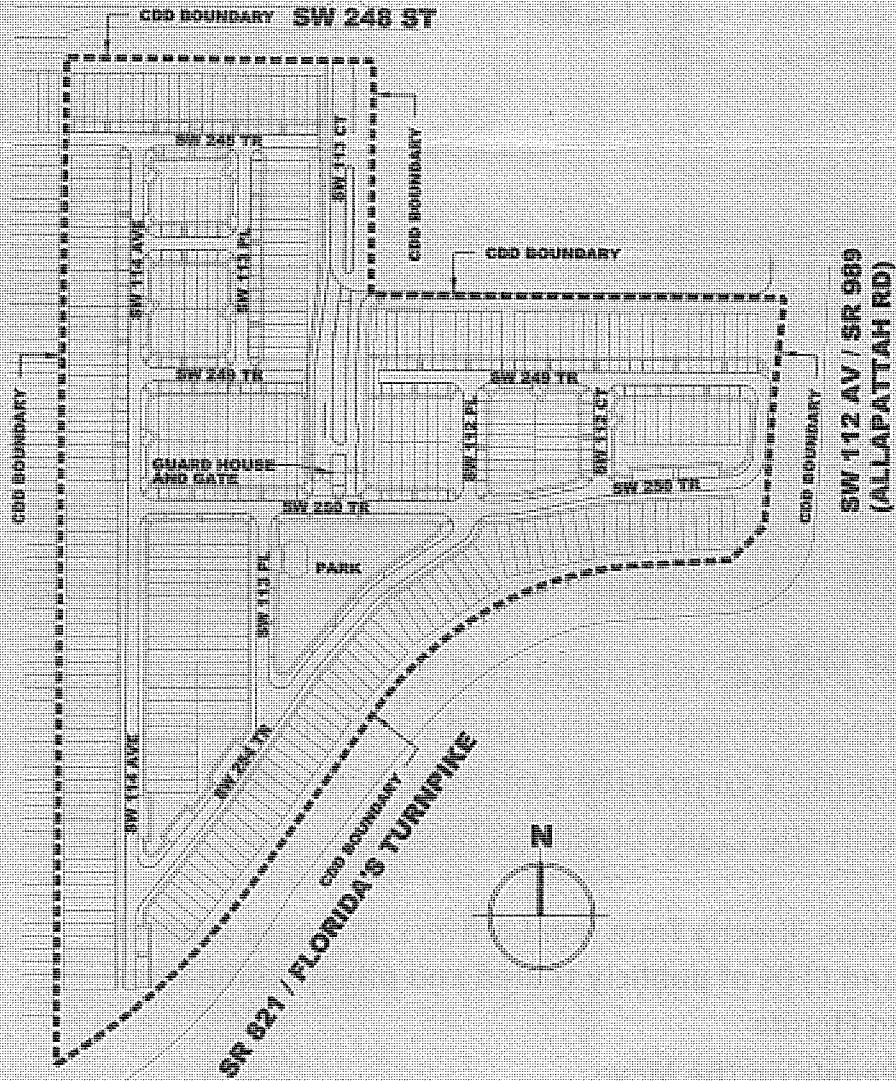 CDD BOUNDARY
SW 248 ST
CDD BOUNDARY
SW 113 CT
SW 114 AVE
SW 113 PL
CDD BOUNDARY
SW 112 AV / SR 989
(ALLAPATTAH RD)
CDD BOUNDARY
CDD BOUNDARY
SW 249 TR
SW 249 TR
SW 112 PL
SW 112 CT
GUARD HOUSE
AND GATE
SW 250 TR
SW 250 TR
SW 113 PL
PARK
SW 114 AVE
SW 254 TR
CDD BOUNDARY
SR 821 / FLORIDA'S TURNPIKE
N